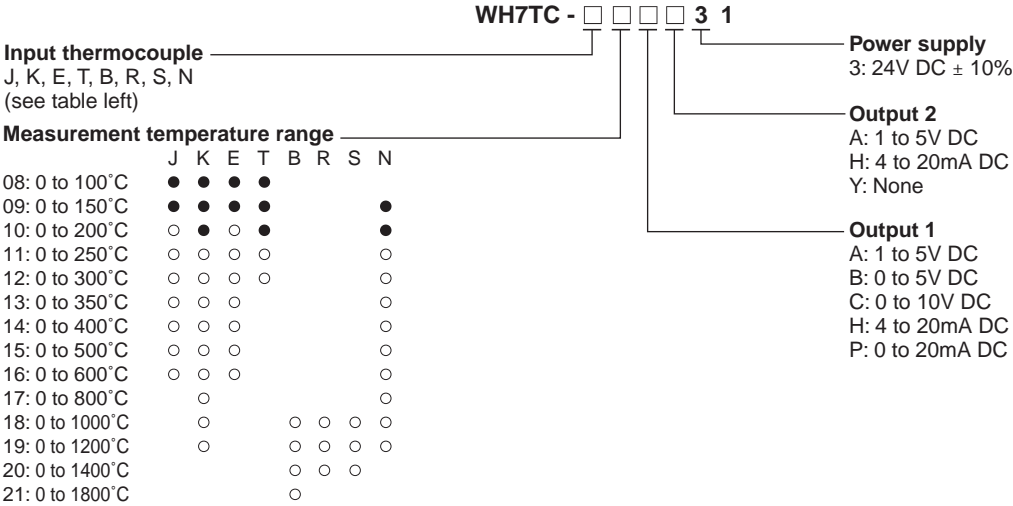 WH7TC - □ □ □ □ 3 1
Input thermocouple
J, K, E, T, B, R, S, N
(see table left)
Measurement temperature range
J K E T B R S N
08: 0 to 100˚C ● ● ● ●
09: 0 to 150˚C ● ● ● ● ●
10: 0 to 200˚C ○ ● ○ ● ●
11: 0 to 250˚C ○ ○ ○ ○ ○
12: 0 to 300˚C ○ ○ ○ ○ ○
13: 0 to 350˚C ○ ○ ○ ○
14: 0 to 400˚C ○ ○ ○ ○
15: 0 to 500˚C ○ ○ ○ ○
16: 0 to 600˚C ○ ○ ○ ○
17: 0 to 800˚C ○ ○
18: 0 to 1000˚C ○ ○ ○ ○ ○
19: 0 to 1200˚C ○ ○ ○ ○ ○
20: 0 to 1400˚C ○ ○ ○
21: 0 to 1800˚C ○
Power supply
3: 24V DC ± 10%
Output 2
A: 1 to 5V DC
H: 4 to 20mA DC
Y: None
Output 1
A: 1 to 5V DC
B: 0 to 5V DC
C: 0 to 10V DC
H: 4 to 20mA DC
P: 0 to 20mA DC